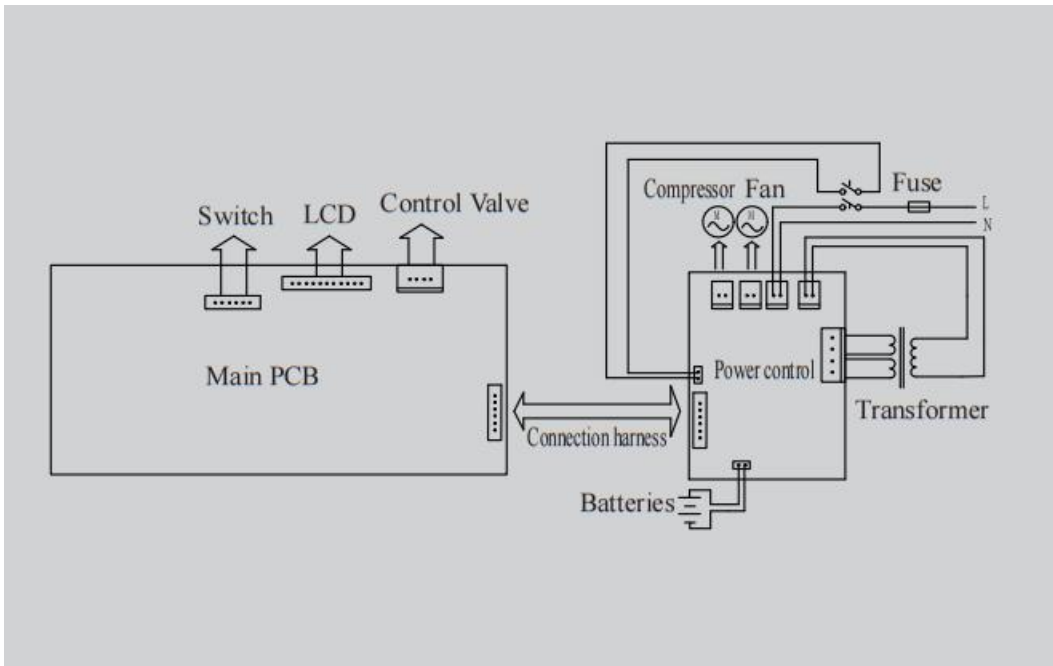 Compressor Fan
Fuse
L
N
Switch
LCD
Control Valve
M
M
Main PCB
Power control
Transformer
Connection harness
Batteries